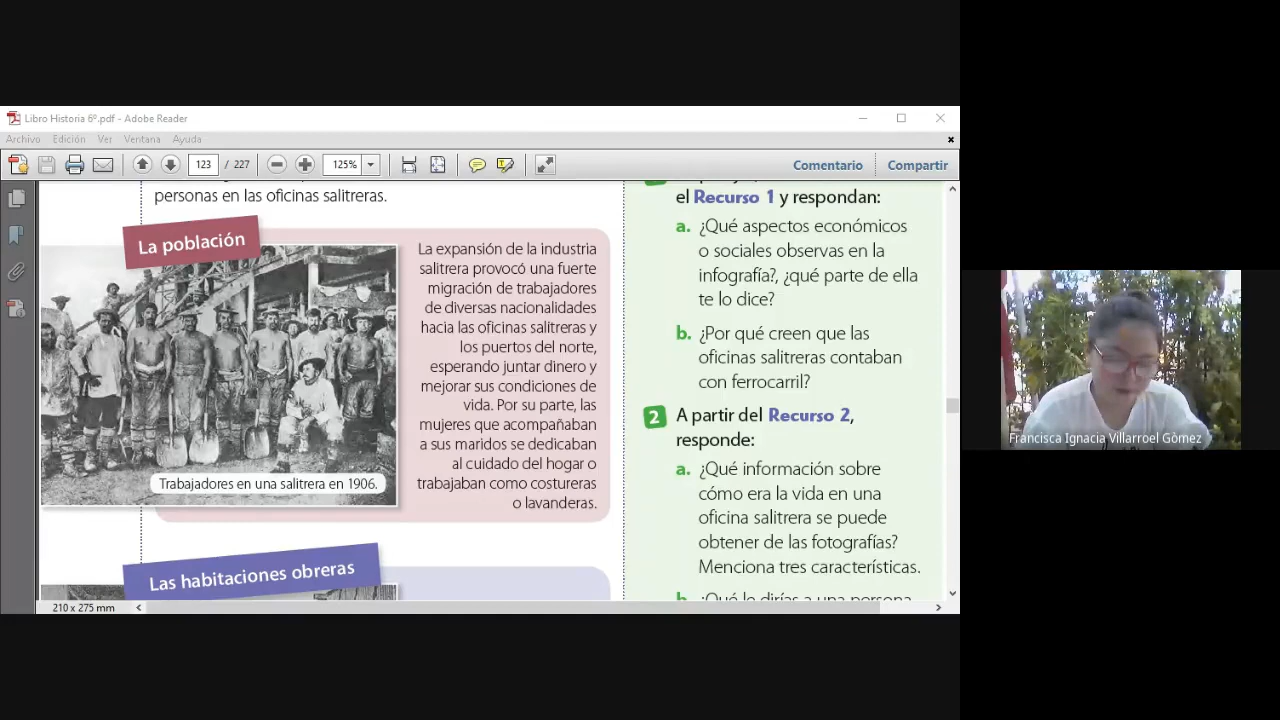 Libro Historia 6º.pdf - Adobe Reader
Archivo Edición Ver Ventana Ayuda
123 / 227 125% Comentario Compartir
personas en las oficinas salitreras.
La población
La expansión de la industria
salitrera provocó una fuerte
migración de trabajadores
de diversas nacionalidades
hacia las oficinas salitreras y
los puertos del norte,
esperando juntar dinero y
mejorar sus condiciones de
vida. Por su parte, las
mujeres que acompañaban
a sus maridos se dedicaban
al cuidado del hogar o
trabajaban como costureras
o lavanderas.
Trabajadores en una salitrera en 1906.
Las habitaciones obreras
el Recurso 1 y respondan:
a. ¿Qué aspectos económicos
o sociales observas en la
infografía?, ¿qué parte de ella
te lo dice?
b. ¿Por qué creen que las
oficinas salitreras contaban
con ferrocarril?
2 A partir del Recurso 2,
responde:
a. ¿Qué información sobre
cómo era la vida en una
oficina salitrera se puede
obtener de las fotografías?
Menciona tres características.
b. ¿Qué le dirías a una persona
210 x 275 mm
Francisca Ignacia Villarroel Gòmez